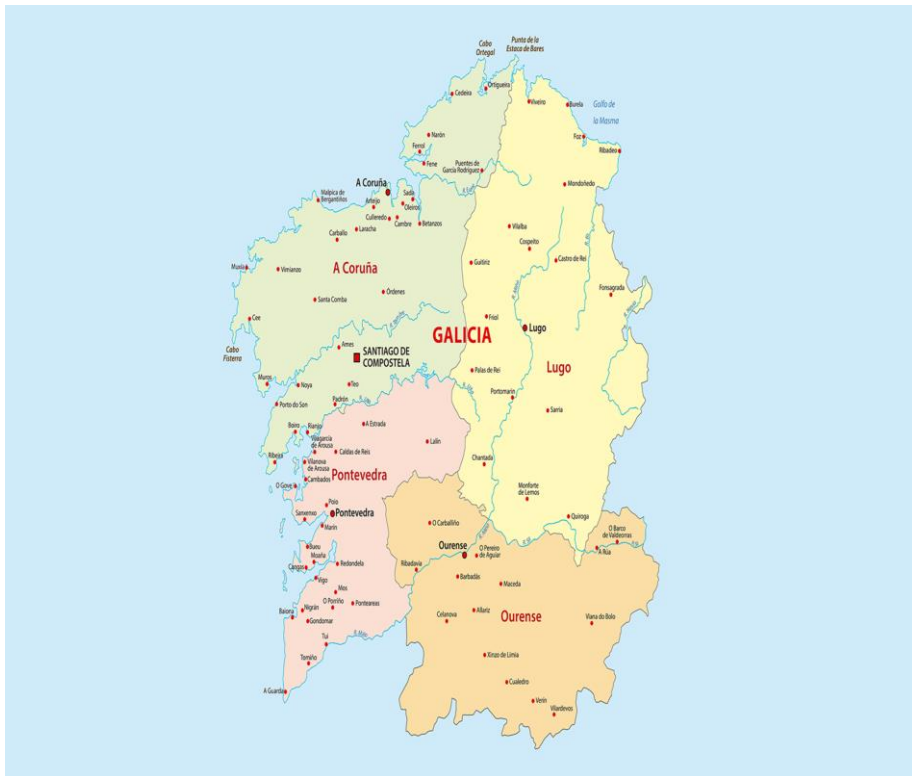 Cabo
Ortegal
Punta de la
Estaca de Bares
Ortigueira
Cedeira
Viveiro
Burela
Golfo de
la Masma
Foz
Ribadeo
Narón
Ferrol
Fene
Puentes de
García Rodríguez
Mondoñedo
A Coruña
Sada
Malpica de
Bergantiños
Arteijo
Oleiros
Culleredo
Cambre
Betanzos
Laracha
Carballo
Vilalba
Cospeito
Castro de Rei
Guitiriz
Muxía
Vimianzo
A Coruña
Fonsagrada
Santa Comba
Órdenes
Cee
Friol
Lugo
GALICIA
Ames
SANTIAGO DE
COMPOSTELA
Cabo
Fisterra
Palas de Rei
Lugo
Muros
Noya
Teo
Portomarín
Porto do Son
Padrón
Sarria
A Estrada
Boiro
Rianjo
Vilagarcía
de Arousa
Lalín
Caldas de Reis
Ribeira
Vilanova
de Arousa
Chantada
Pontevedra
Cambados
O Gove
Monforte
de Lemos
Poio
Sanxenxo
Pontevedra
Quiroga
Marín
O Carballiño
O Barco
de Valdeorras
Bueu
Moaña
Cangas
Redondela
Ourense
O Pereiro
de Aguiar
A Rúa
Ribadavia
Vigo
Barbadás
Maceda
Mos
O Porriño
Ponteareas
Nigrán
Baiona
Gondomar
Allariz
Celanova
Ourense
Viana do Bolo
Tui
R. Miño
Xinzo de Limia
Tomiño
A Guarda
Cualedro
Verín
Vilardevos